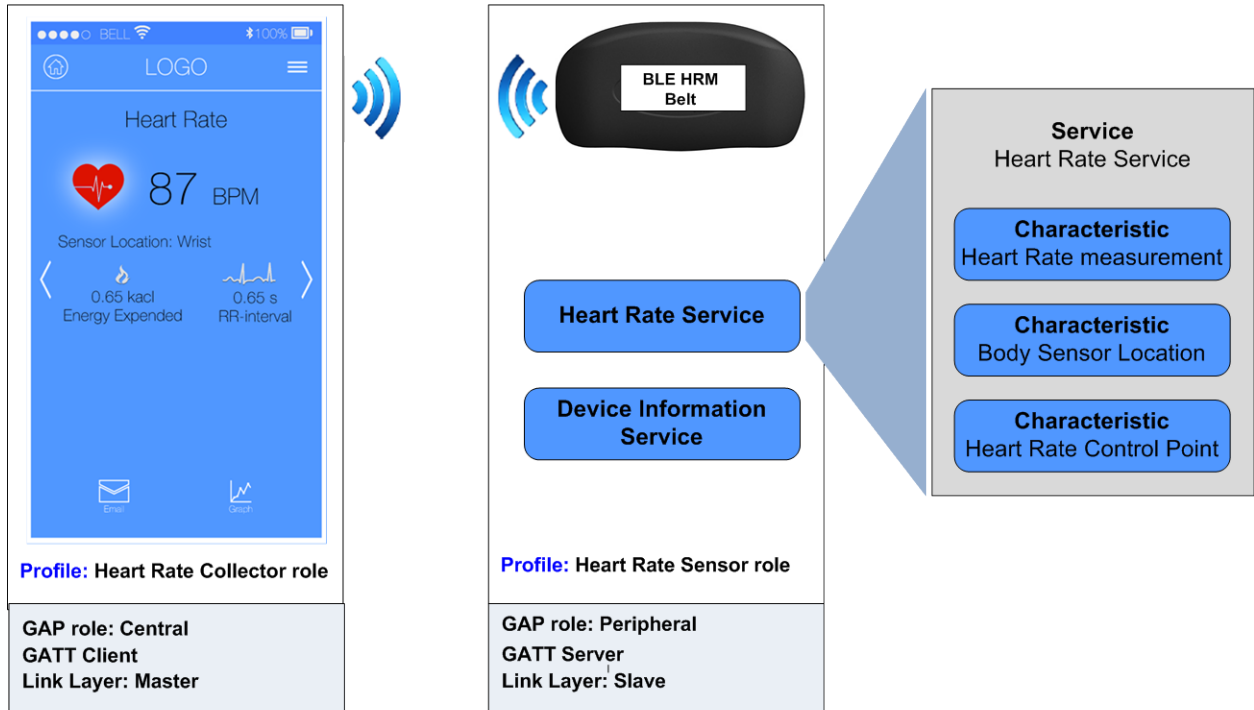 BELL 100%
LOGO
Heart Rate
87 BPM
Sensor Location: Wrist
0.65 kacl
Energy Expended
0.65 s
RR-interval
Email
Graph
Profile: Heart Rate Collector role
GAP role: Central
GATT Client
Link Layer: Master
BLE HRM
Belt
Heart Rate Service
Device Information
Service
Profile: Heart Rate Sensor role
GAP role: Peripheral
GATT Server
Link Layer: Slave
Service
Heart Rate Service
Characteristic
Heart Rate measurement
Characteristic
Body Sensor Location
Characteristic
Heart Rate Control Point